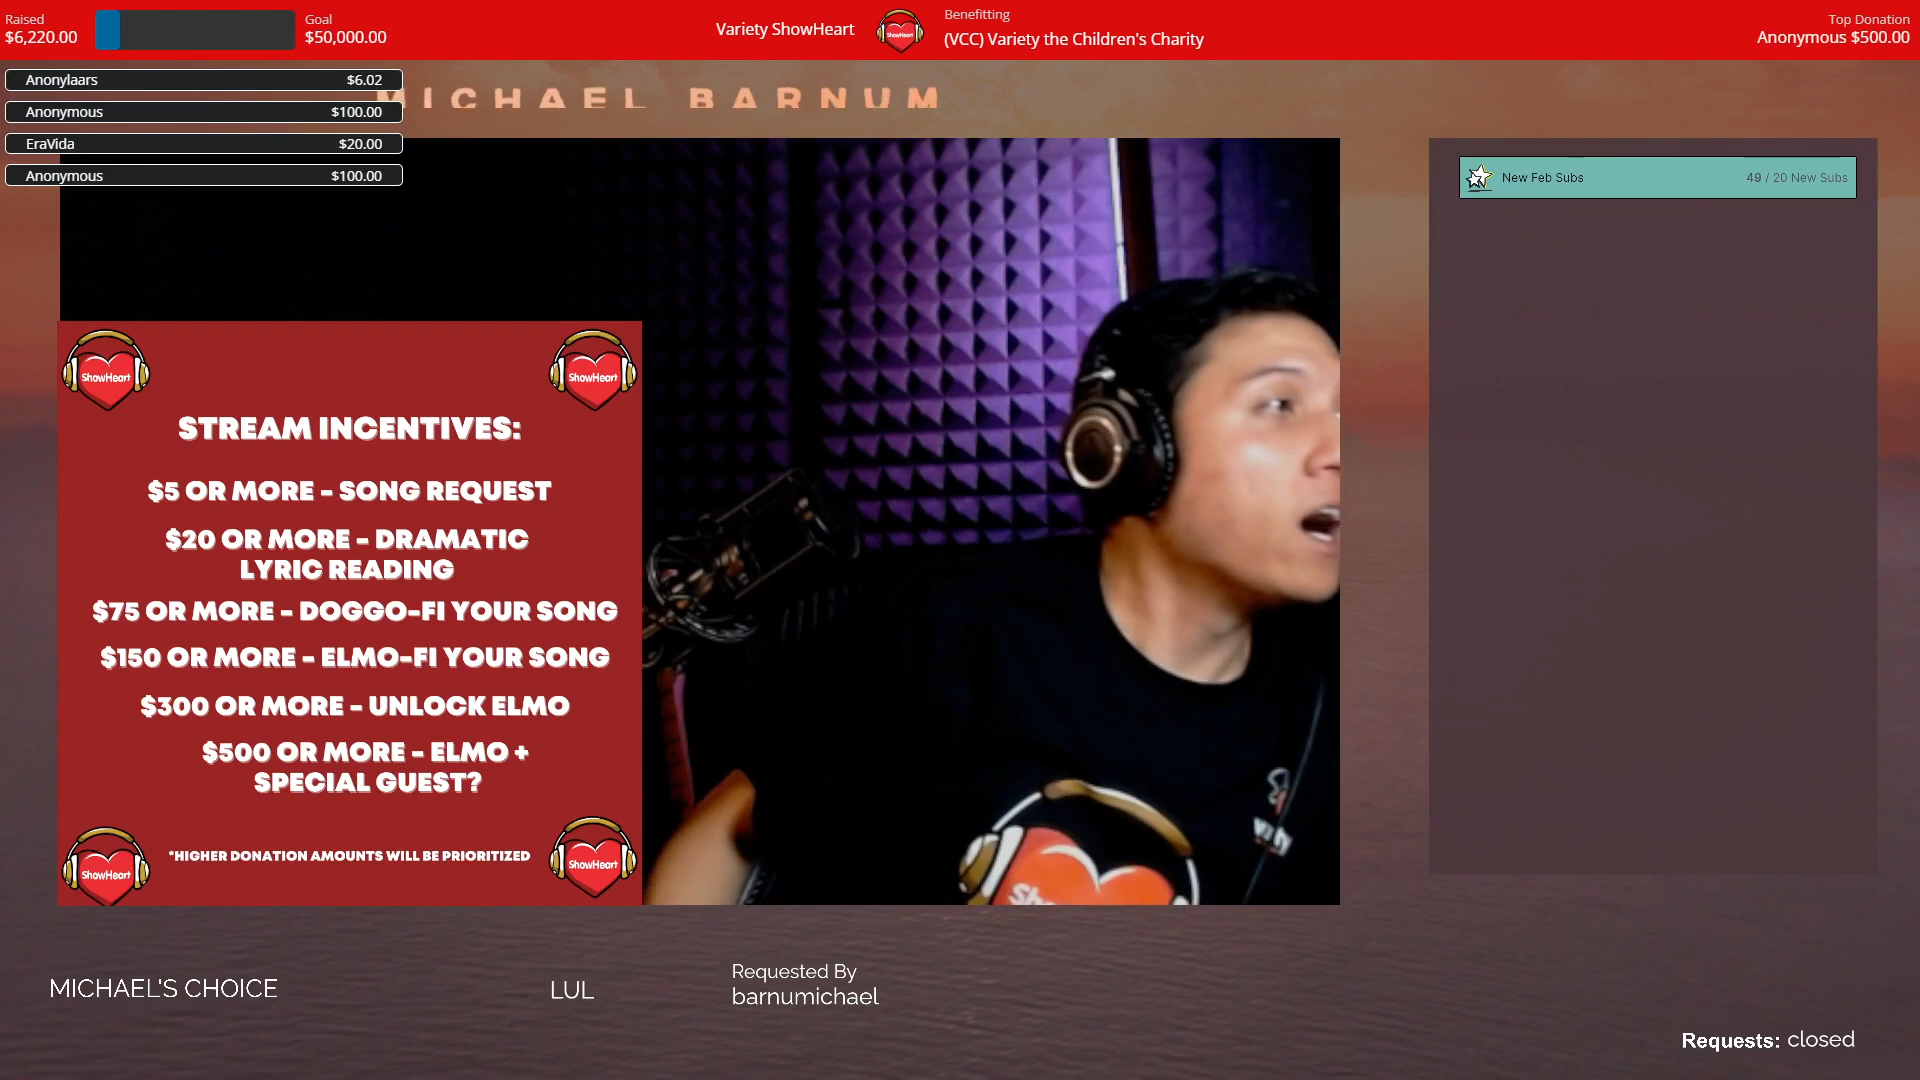 Raised
$6,220.00
Goal
$50,000.00
Variety ShowHeart
ShowHeart
Benefitting
(VCC) Variety the Children's Charity
Top Donation
Anonymous $500.00
Anonylaars $6.02
Anonymous $100.00
EraVida $20.00
Anonymous $100.00
MICHAEL BARNUM
New Feb Subs 49 / 20 New Subs
ShowHeart
ShowHeart
STREAM INCENTIVES:
$5 OR MORE - SONG REQUEST
$20 OR MORE - DRAMATIC
LYRIC READING
$75 OR MORE - DOGGO-FI YOUR SONG
$150 OR MORE - ELMO-FI YOUR SONG
$300 OR MORE - UNLOCK ELMO
$500 OR MORE - ELMO +
SPECIAL GUEST?
ShowHeart
*HIGHER DONATION AMOUNTS WILL BE PRIORITIZED
ShowHeart
MICHAEL'S CHOICE
LUL
Requested By
barnumichael
Requests: closed